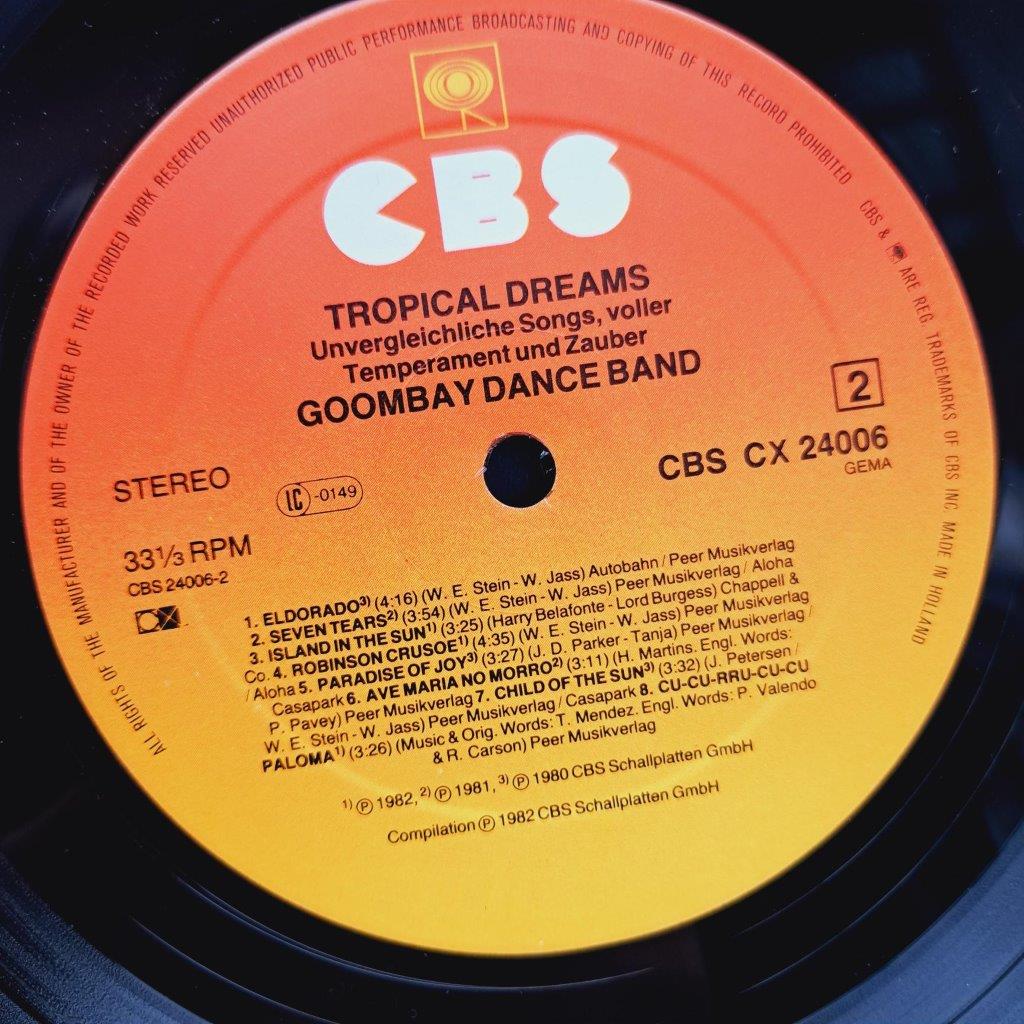 ALL RIGHTS OF THE MANUFACTURER AND OF THE OWNER OF THE RECORDED WORK RESERVED UNAUTHORIZED PUBLIC PERFORMANCE BROADCASTING AND COPYING OF THIS RECORD PROHIBITED CBS & ARE REG. TRADEMARKS OF CBS INC. MADE IN HOLLAND
CBS
TROPICAL DREAMS
Unvergleichliche Songs, voller
Temperament und Zauber
GOOMBAY DANCE BAND
2
STEREO
LC-0149
CBS CX 24006
GEMA
33⅓ RPM
CBS 24006-2
CX
1. ELDORADO³⁾ (4:16) (W. E. Stein - W. Jass) Autobahn / Peer Musikverlag
2. SEVEN TEARS²⁾ (3:54) (W. E. Stein - W. Jass) Peer Musikverlag / Aloha
3. ISLAND IN THE SUN¹⁾ (3:25) (Harry Belafonte - Lord Burgess) Chappell &
Co. 4. ROBINSON CRUSOE¹⁾ (4:35) (W. E. Stein - W. Jass) Peer Musikverlag
/ Aloha 5. PARADISE OF JOY³⁾ (3:27) (J. D. Parker - Tanja) Peer Musikverlag /
Casapark 6. AVE MARIA NO MORRO²⁾ (3:11) (H. Martins. Engl. Words:
P. Pavey) Peer Musikverlag 7. CHILD OF THE SUN³⁾ (3:32) (J. Petersen /
W. E. Stein - W. Jass) Peer Musikverlag / Casapark 8. CU-CU-RRU-CU-CU
PALOMA¹⁾ (3:26) (Music & Orig. Words: T. Mendez. Engl. Words: P. Valendo
& R. Carson) Peer Musikverlag
¹⁾ ℗ 1982, ²⁾ ℗ 1981, ³⁾ ℗ 1980 CBS Schallplatten GmbH
Compilation ℗ 1982 CBS Schallplatten GmbH